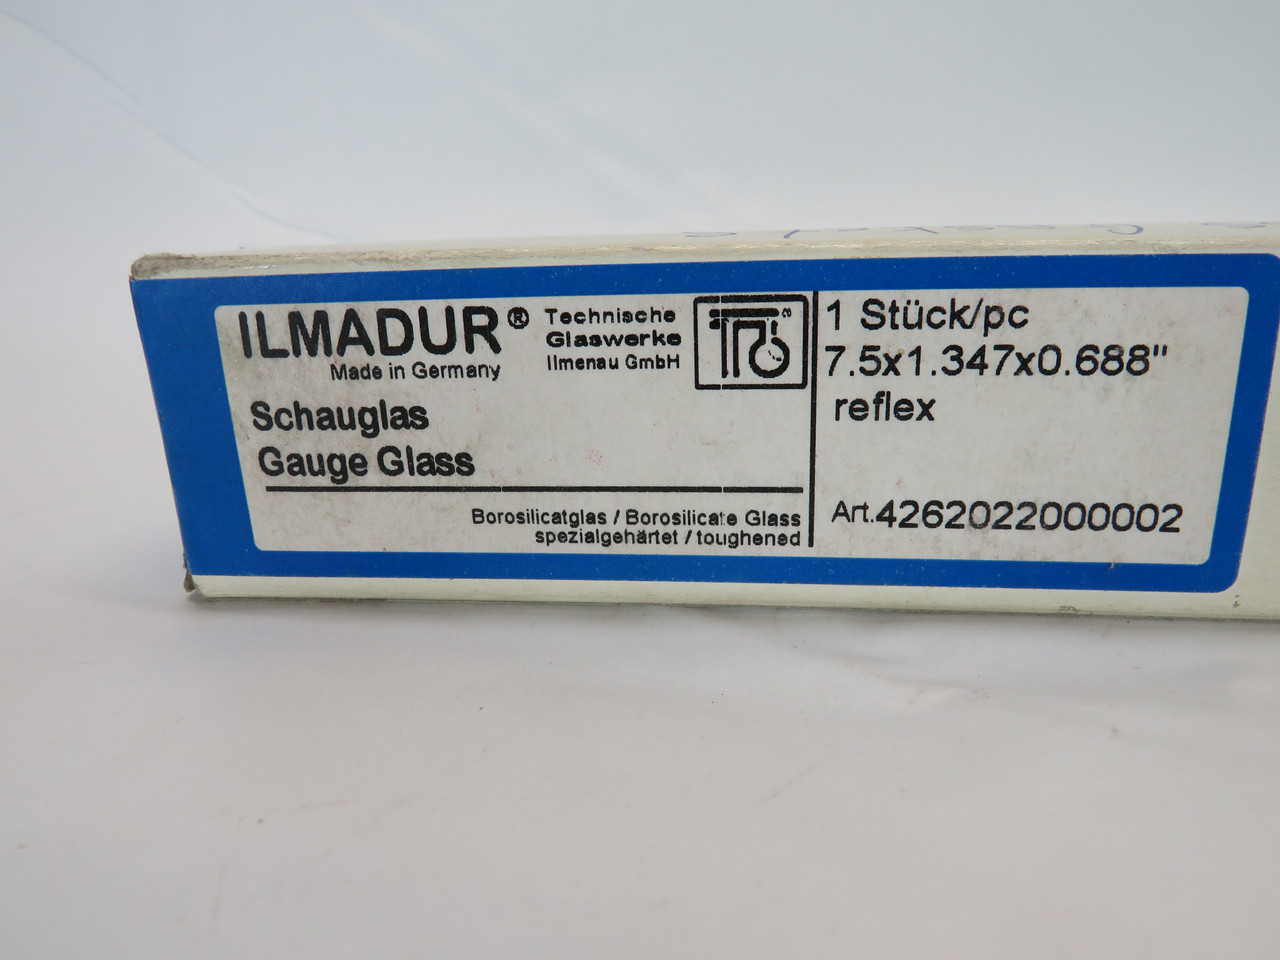 ILMADUR®
Made in Germany
Technische
Glaswerke
Ilmenau GmbH
Schauglas
Gauge Glass
Borosilicatglas / Borosilicate Glass
spezialgehärtet / toughened
1 Stück/pc
7.5x1.347x0.688"
reflex
Art.4262022000002